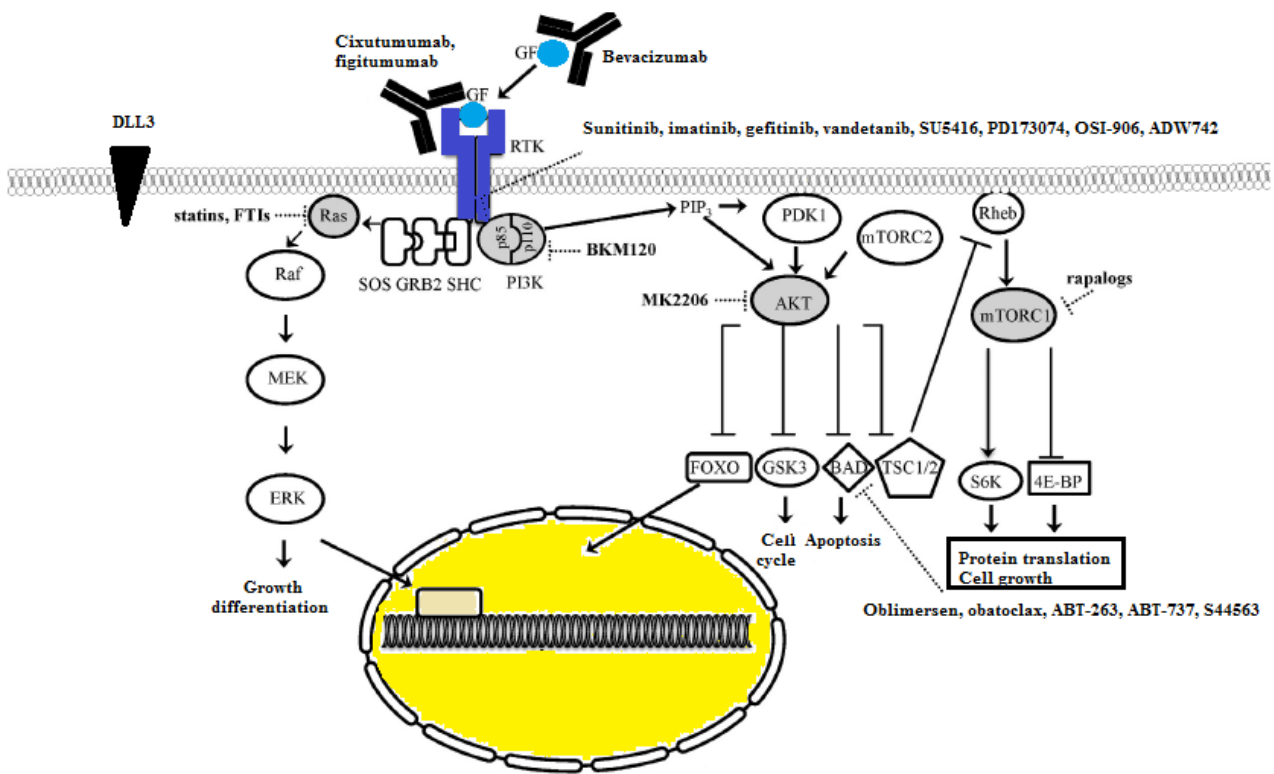 Cixutumumab,
figitumumab
GF
Bevacizumab
GF
DLL3
RTK
Sunitinib, imatinib, gefitinib, vandetanib, SU5416, PD173074, OSI-906, ADW742
statins, FTIs
Ras
p85
p110
PIP3
PDK1
mTORC2
Rheb
Raf
SOS GRB2 SHC
PI3K
BKM120
MK2206
AKT
mTORC1
rapalogs
MEK
FOXO
GSK3
BAD
TSC1/2
S6K
4E-BP
ERK
Cell
cycle
Apoptosis
Protein translation
Cell growth
Growth
differentiation
Oblimersen, obatoclax, ABT-263, ABT-737, S44563